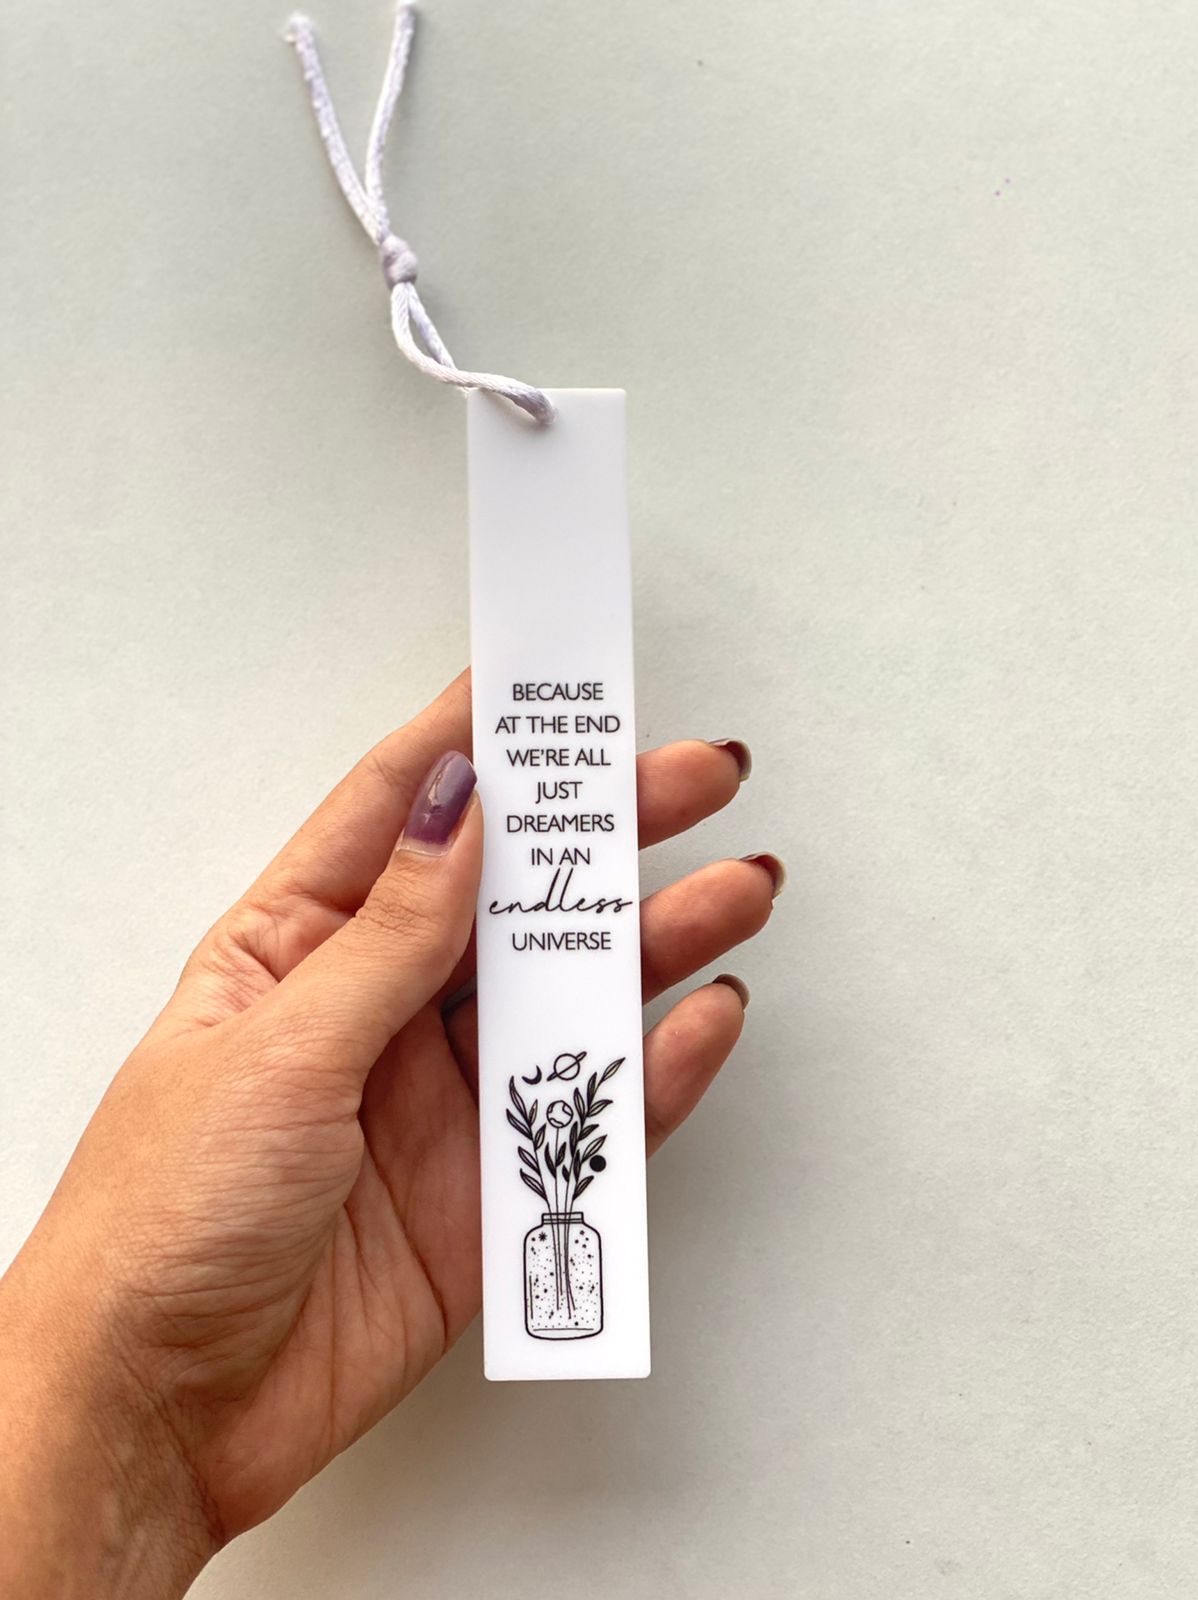 BECAUSE
AT THE END
WE'RE ALL
JUST
DREAMERS
IN AN
endless
UNIVERSE